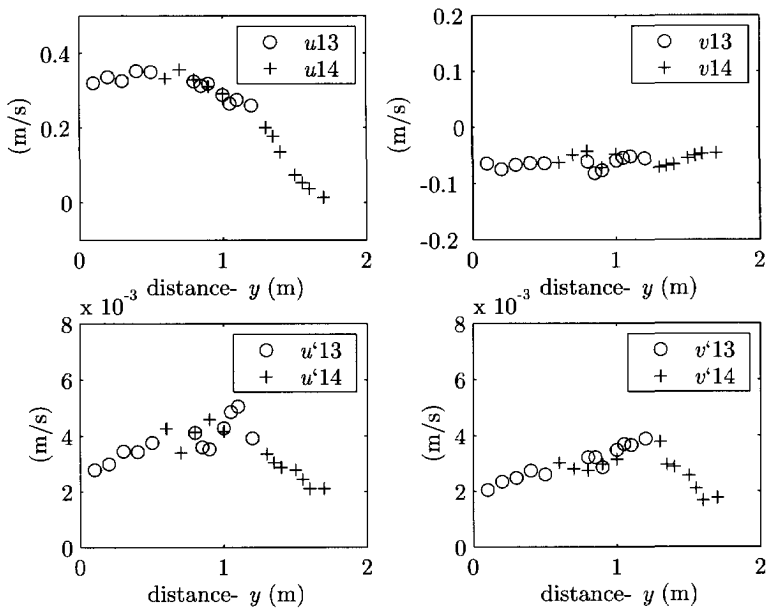 u13
u14
0.4
0.2
0
(m/s)
0
1
2
distance- y (m)
v13
v14
0.2
0.1
0
-0.1
-0.2
(m/s)
0
1
2
distance- y (m)
x 10⁻³
u‘13
u‘14
8
6
4
2
0
(m/s)
0
1
2
distance- y (m)
x 10⁻³
v‘13
v‘14
8
6
4
2
0
(m/s)
0
1
2
distance- y (m)